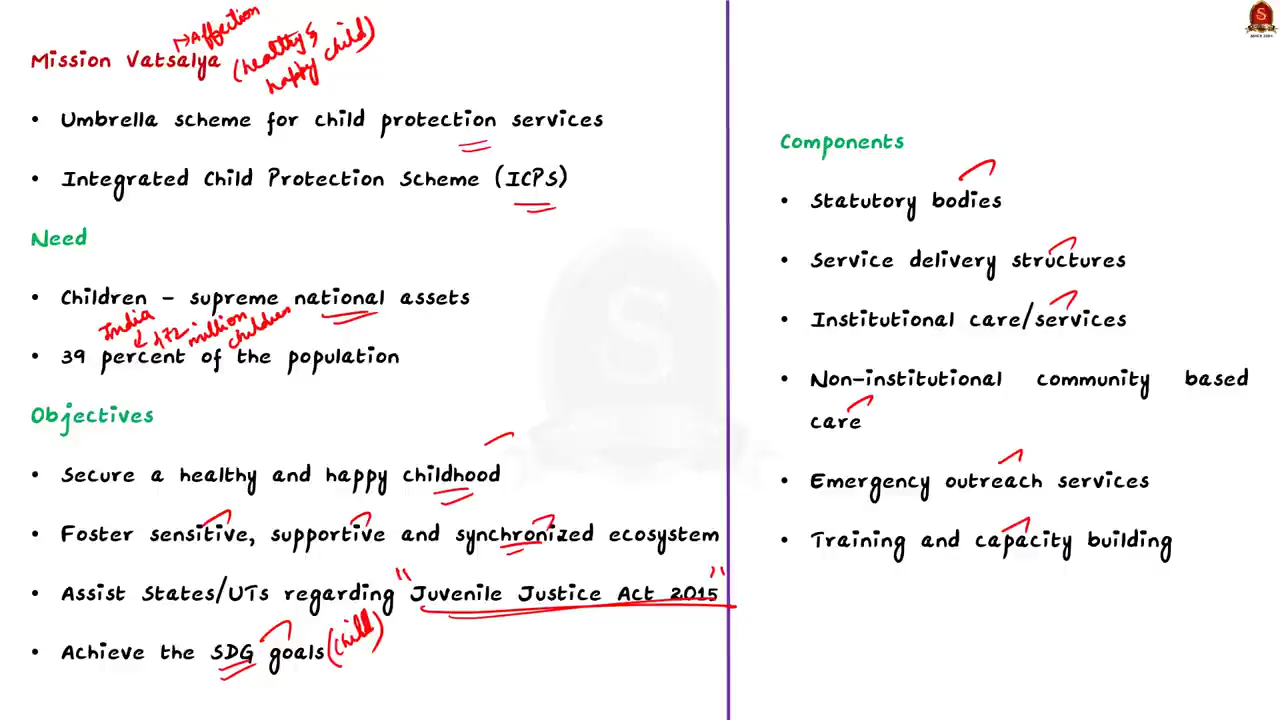 Mission Vatsalya
→ Affection
(healthy &
happy child)
• Umbrella scheme for child protection services
• Integrated Child Protection Scheme (ICPS)
Need
• Children - supreme national assets
India
472 million
children
• 39 percent of the population
Objectives
• Secure a healthy and happy childhood
• Foster sensitive, supportive and synchronized ecosystem
• Assist States/UTs regarding "Juvenile Justice Act 2015"
• Achieve the SDG goals (child)
Components
• Statutory bodies
• Service delivery structures
• Institutional care/services
• Non-institutional community based
care
• Emergency outreach services
• Training and capacity building
S